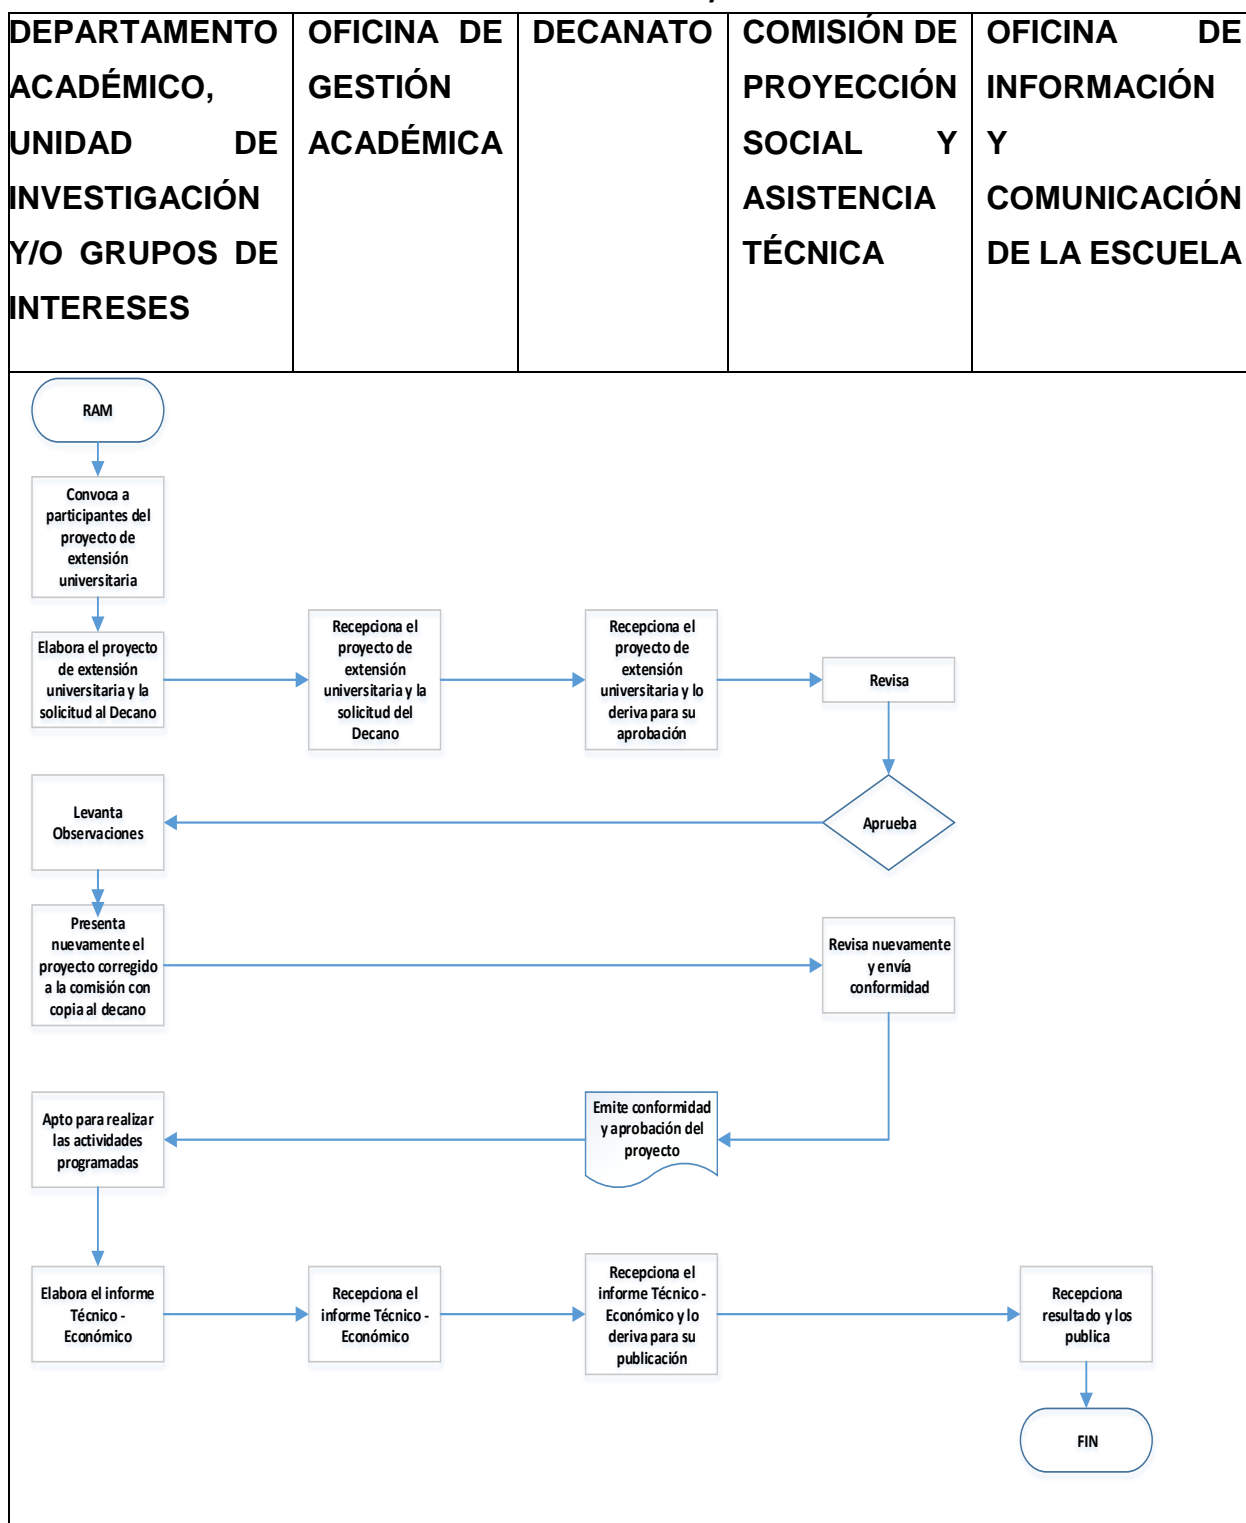 DEPARTAMENTO
ACADÉMICO,
UNIDAD DE
INVESTIGACIÓN
Y/O GRUPOS DE
INTERESES
OFICINA DE
GESTIÓN
ACADÉMICA
DECANATO
COMISIÓN DE
PROYECCIÓN
SOCIAL Y
ASISTENCIA
TÉCNICA
OFICINA DE
INFORMACIÓN
Y
COMUNICACIÓN
DE LA ESCUELA
RAM
Convoca a
participantes del
proyecto de
extensión
universitaria
Elabora el proyecto
de extensión
universitaria y la
solicitud al Decano
Recepciona el
proyecto de
extensión
universitaria y la
solicitud del
Decano
Recepciona el
proyecto de
extensión
universitaria y lo
deriva para su
aprobación
Revisa
Levanta
Observaciones
Aprueba
Presenta
nuevamente el
proyecto corregido
a la comisión con
copia al decano
Revisa nuevamente
y envía
conformidad
Apto para realizar
las actividades
programadas
Emite conformidad
y aprobación del
proyecto
Elabora el informe
Técnico -
Económico
Recepciona el
informe Técnico -
Económico
Recepciona el
informe Técnico -
Económico y lo
deriva para su
publicación
Recepciona
resultado y los
publica
FIN